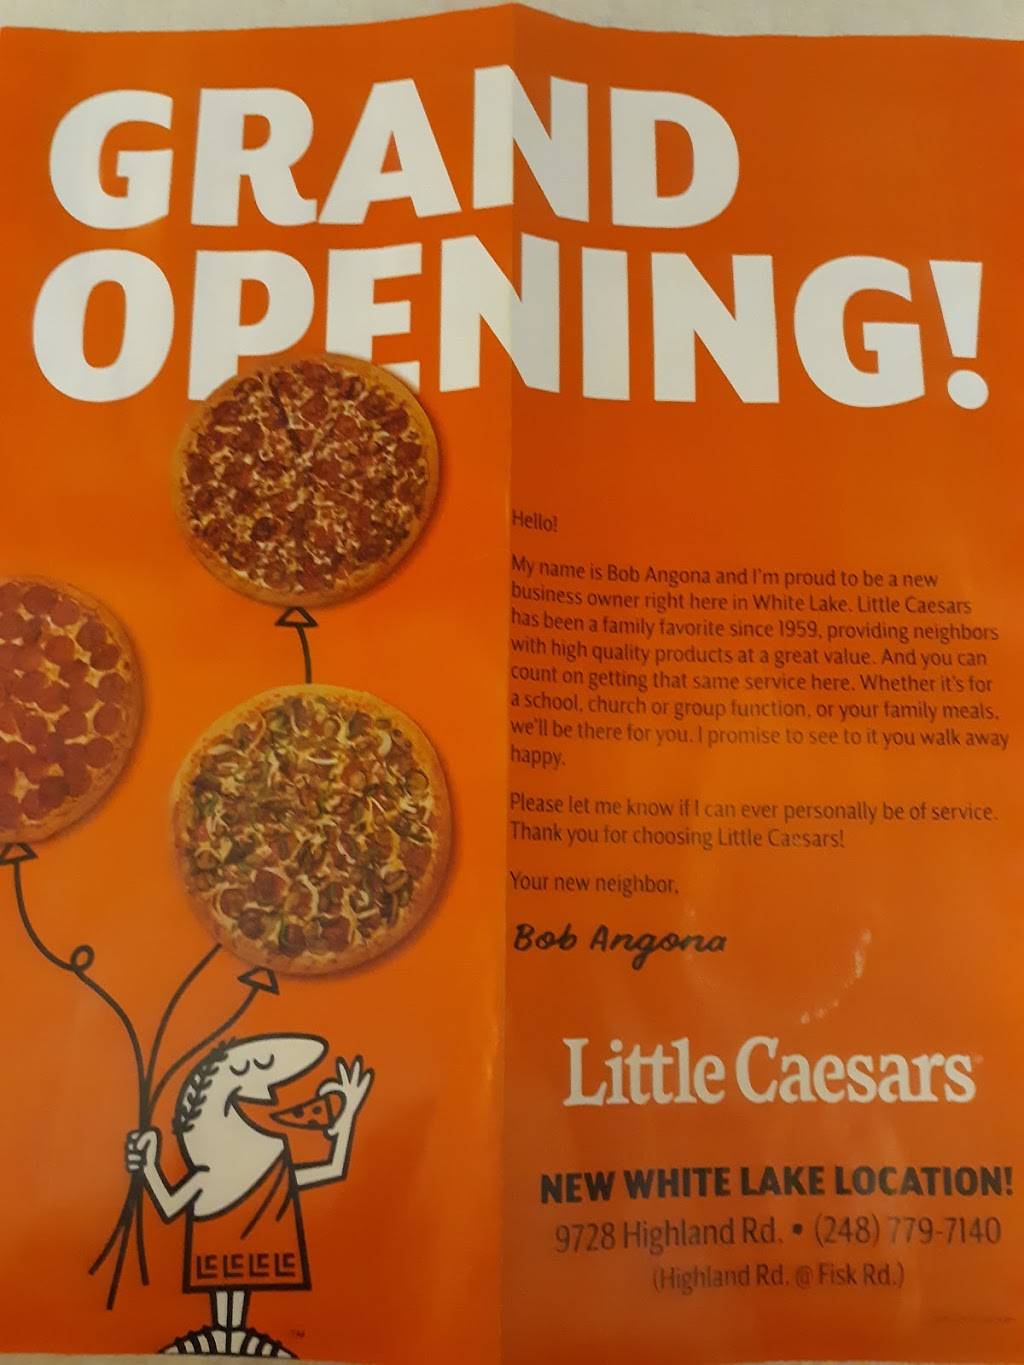 GRAND
OPENING!
Hello!
My name is Bob Angona and I'm proud to be a new
business owner right here in White Lake. Little Caesars
has been a family favorite since 1959, providing neighbors
with high quality products at a great value. And you can
count on getting that same service here. Whether it's for
a school, church or group function, or your family meals,
we'll be there for you. I promise to see to it you walk away
happy.
Please let me know if I can ever personally be of service.
Thank you for choosing Little Caesars!
Your new neighbor,
Bob Angona
Little Caesars
NEW WHITE LAKE LOCATION!
9728 Highland Rd. • (248) 779-7140
(Highland Rd. @ Fisk Rd.)
LC LC LC LC
TM